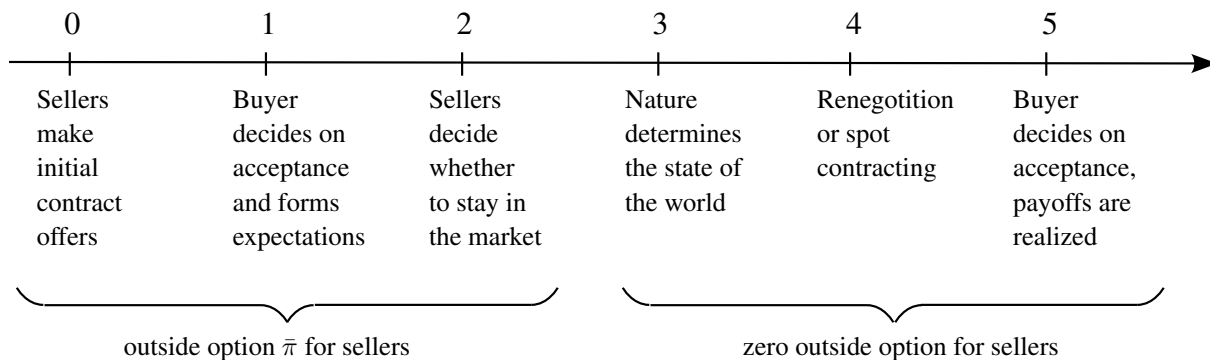 0 1 2 3 4 5
Sellers
make
initial
contract
offers
Buyer
decides on
acceptance
and forms
expectations
Sellers
decide
whether
to stay in
the market
Nature
determines
the state of
the world
Renegotition
or spot
contracting
Buyer
decides on
acceptance,
payoffs are
realized
outside option π̄ for sellers
zero outside option for sellers